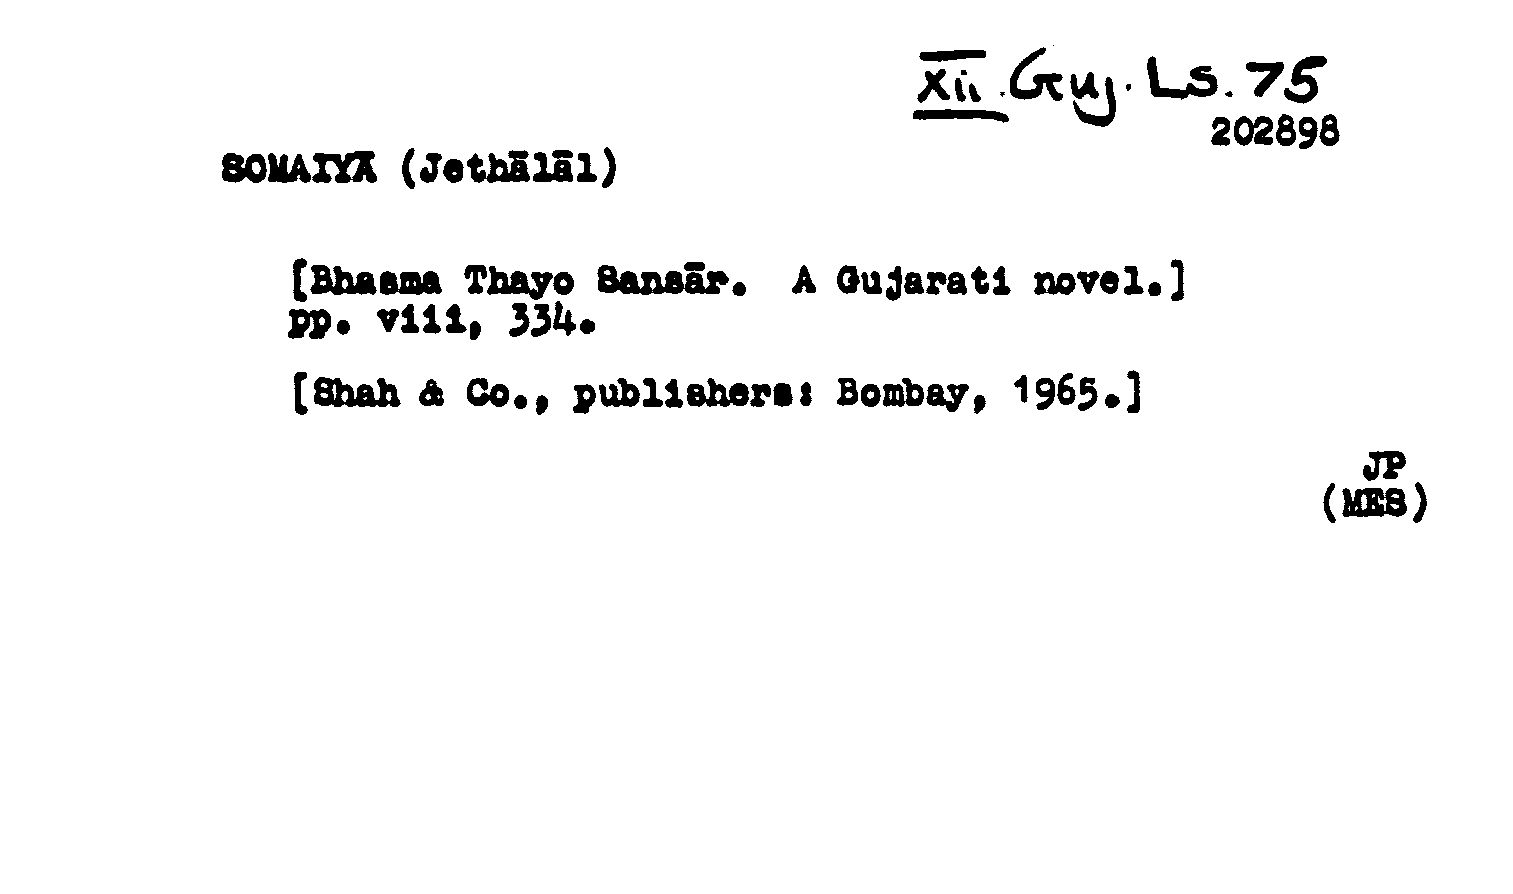 XII. Guj. Ls. 75
202898
SOMAIYĀ (Jethālāl)
[Bhasma Thayo Sansār. A Gujarati novel.]
pp. viii, 334.
[Shah & Co., publishers: Bombay, 1965.]
JP
(MES)